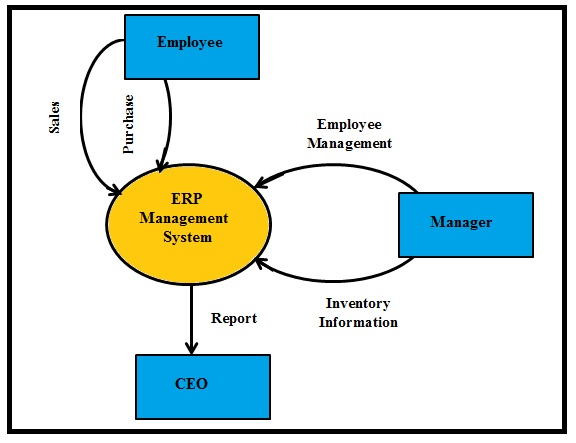 Employee
Sales
Purchase
Employee
Management
ERP
Management
System
Manager
Inventory
Information
Report
CEO